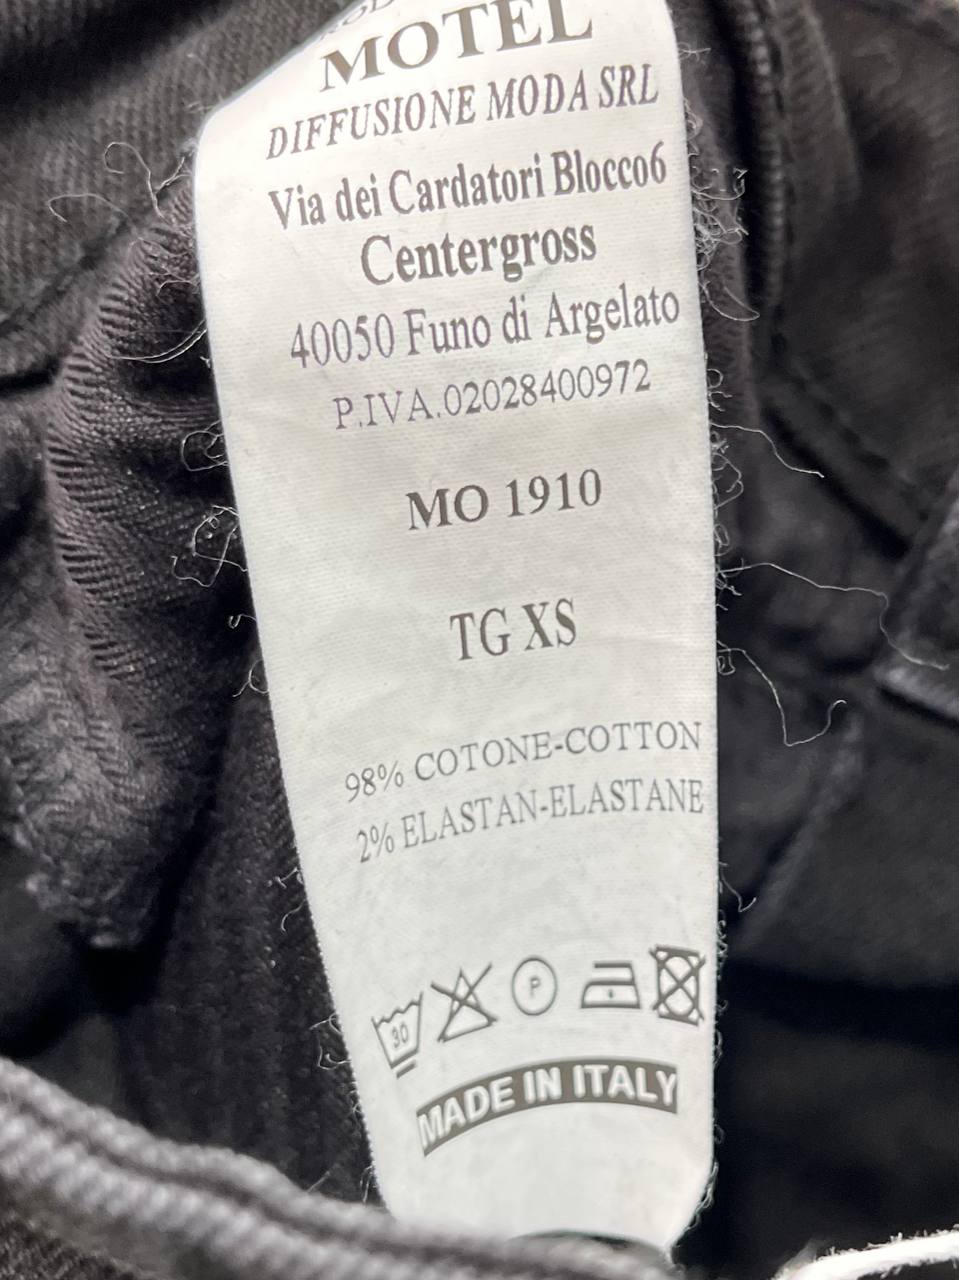 MOTEL
DIFFUSIONE MODA SRL
Via dei Cardatori Blocco6
Centergross
40050 Funo di Argelato
P.IVA.02028400972
MO 1910
TG XS
98% COTONE-COTTON
2% ELASTAN-ELASTANE
30 P
MADE IN ITALY